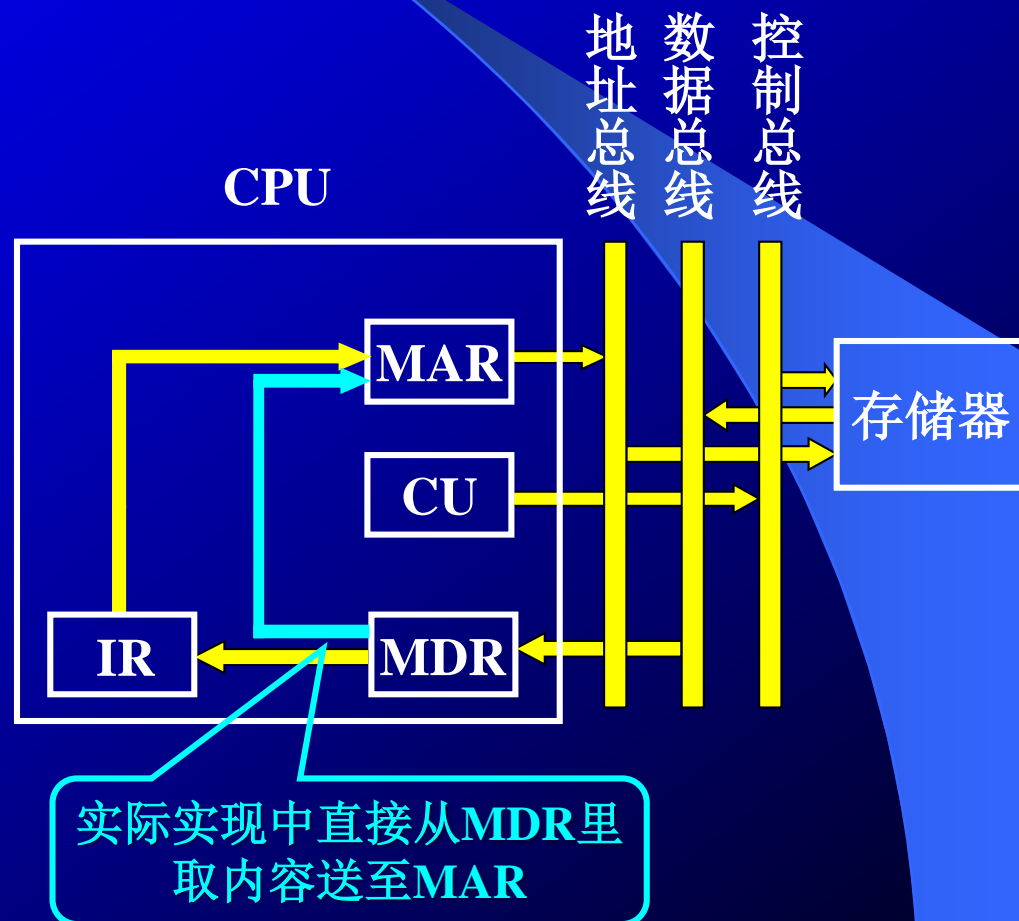 地址总线
数据总线
控制总线
CPU
MAR
存储器
CU
IR
MDR
实际实现中直接从MDR里
取内容送至MAR